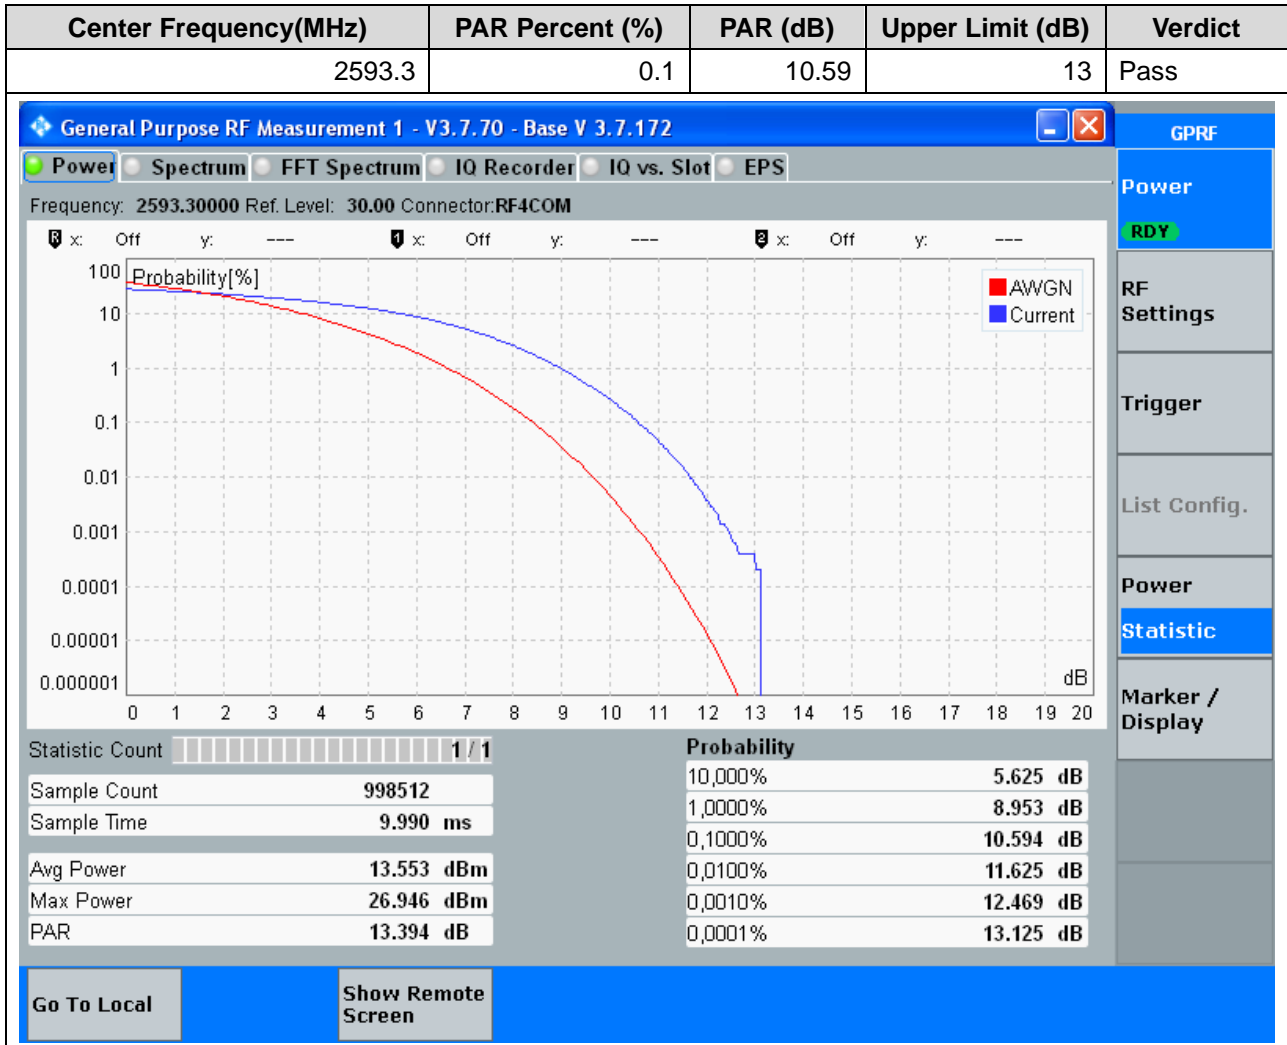 Center Frequency(MHz) PAR Percent (%) PAR (dB) Upper Limit (dB) Verdict
2593.3 0.1 10.59 13 Pass
General Purpose RF Measurement 1 - V3.7.70 - Base V 3.7.172
GPRF
Power Spectrum FFT Spectrum IQ Recorder IQ vs. Slot EPS
Frequency: 2593.30000 Ref. Level: 30.00 Connector:RF4COM
R x: Off y: --- 1 x: Off y: --- 2 x: Off y: ---
Probability[%]
100
10
1
0.1
0.01
0.001
0.0001
0.00001
0.000001
AWGN
Current
dB
0 1 2 3 4 5 6 7 8 9 10 11 12 13 14 15 16 17 18 19 20
Statistic Count 1 / 1
Sample Count 998512
Sample Time 9.990 ms
Avg Power 13.553 dBm
Max Power 26.946 dBm
PAR 13.394 dB
Probability
10,000% 5.625 dB
1,0000% 8.953 dB
0,1000% 10.594 dB
0,0100% 11.625 dB
0,0010% 12.469 dB
0,0001% 13.125 dB
Power
RDY
RF
Settings
Trigger
List Config.
Power
Statistic
Marker /
Display
Go To Local
Show Remote
Screen